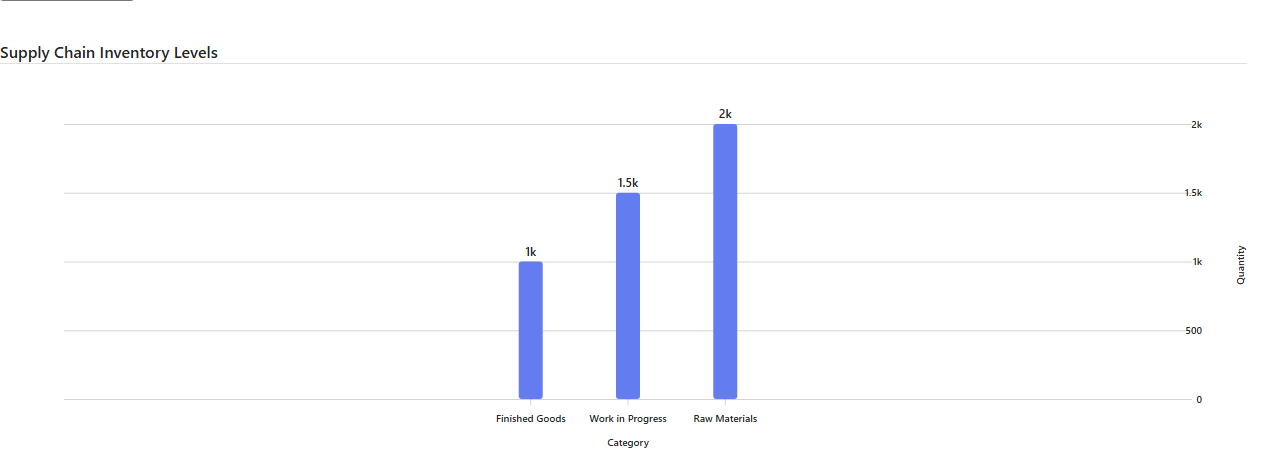 Supply Chain Inventory Levels
2k
1.5k
1k
2k
1.5k
1k
500
0
Quantity
Finished Goods
Work in Progress
Raw Materials
Category